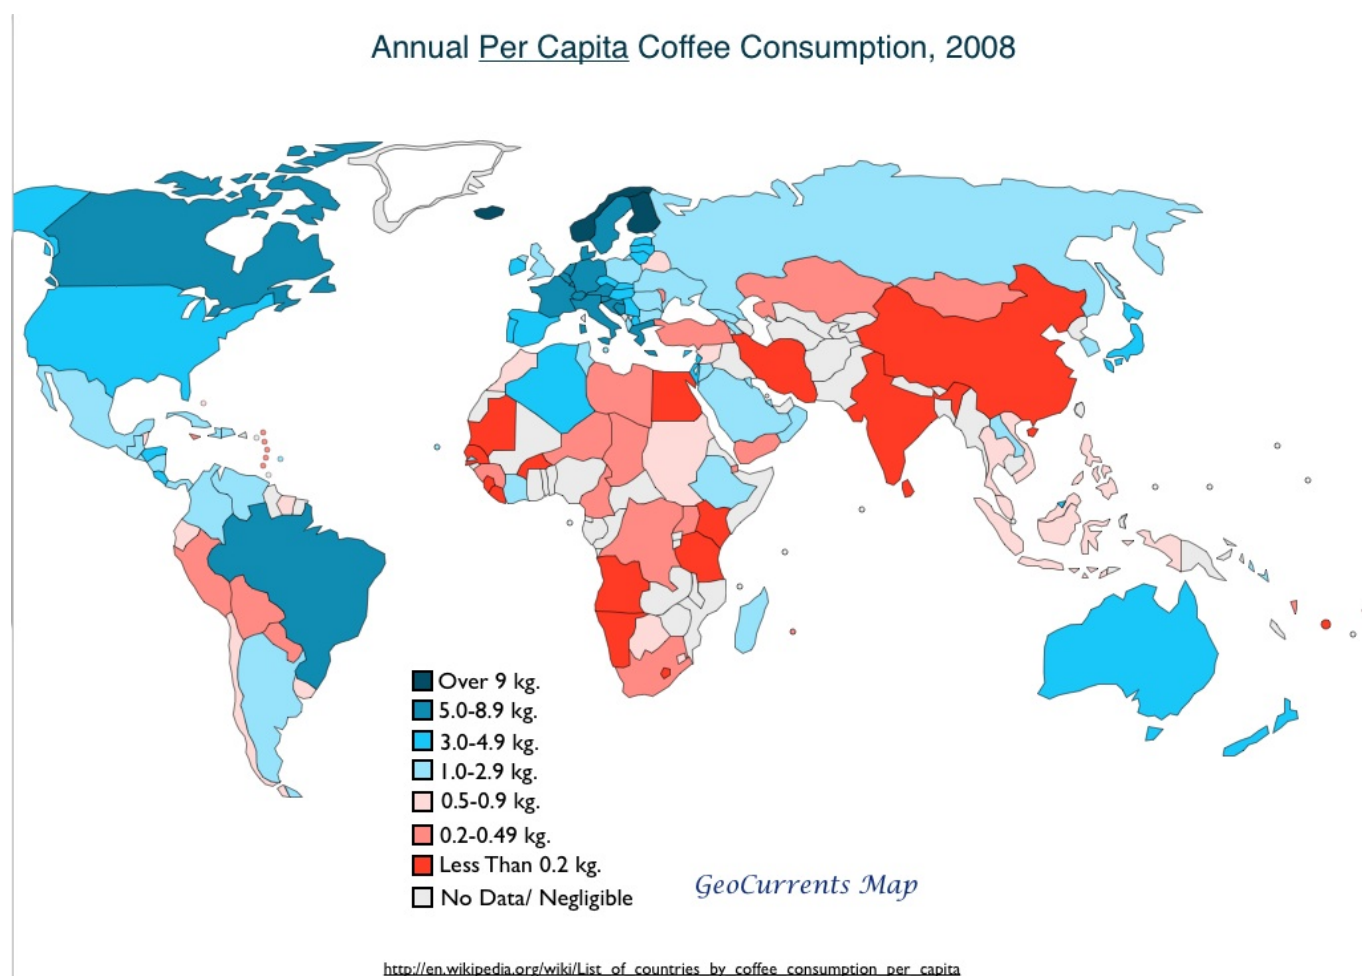 Annual Per Capita Coffee Consumption, 2008
Over 9 kg.
5.0-8.9 kg.
3.0-4.9 kg.
1.0-2.9 kg.
0.5-0.9 kg.
0.2-0.49 kg.
Less Than 0.2 kg.
No Data/ Negligible
GeoCurrents Map
http://en.wikipedia.org/wiki/List_of_countries_by_coffee_consumption_per_capita